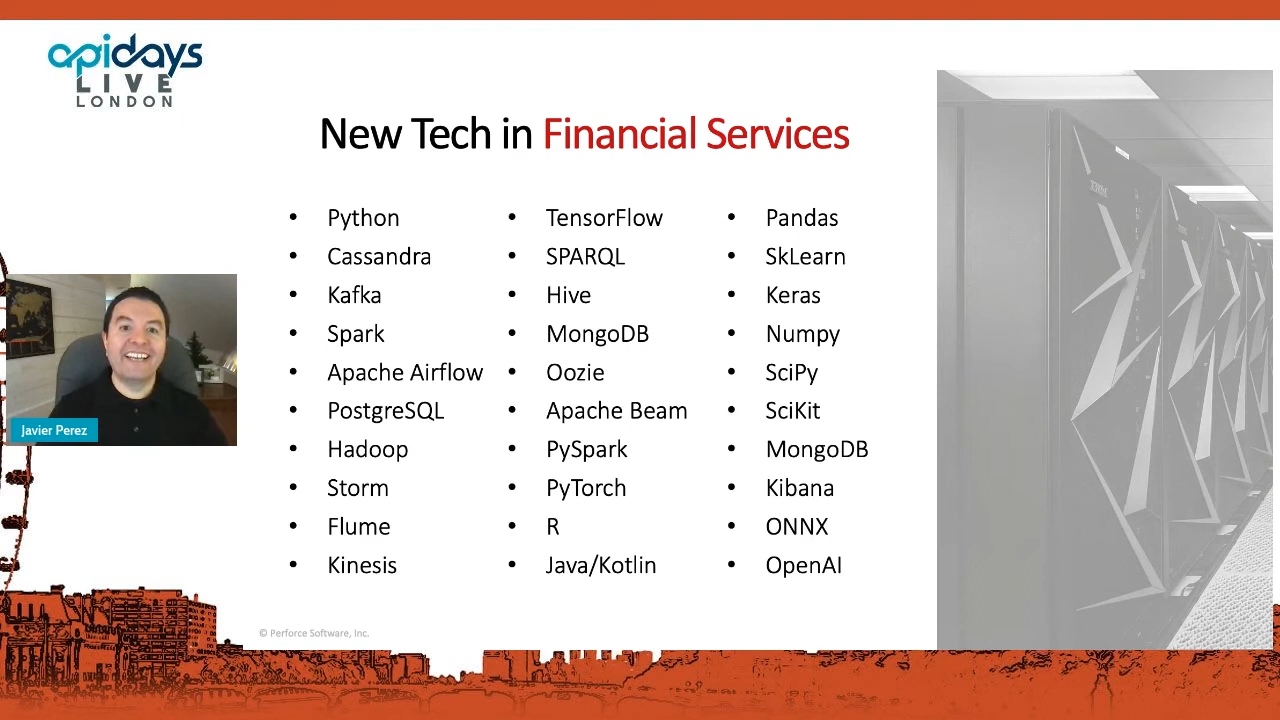 apidays
LIVE
LONDON
New Tech in Financial Services
• Python
• Cassandra
• Kafka
• Spark
• Apache Airflow
• PostgreSQL
• Hadoop
• Storm
• Flume
• Kinesis
• TensorFlow
• SPARQL
• Hive
• MongoDB
• Oozie
• Apache Beam
• PySpark
• PyTorch
• R
• Java/Kotlin
• Pandas
• SkLearn
• Keras
• Numpy
• SciPy
• SciKit
• MongoDB
• Kibana
• ONNX
• OpenAI
Javier Perez
© Perforce Software, Inc.